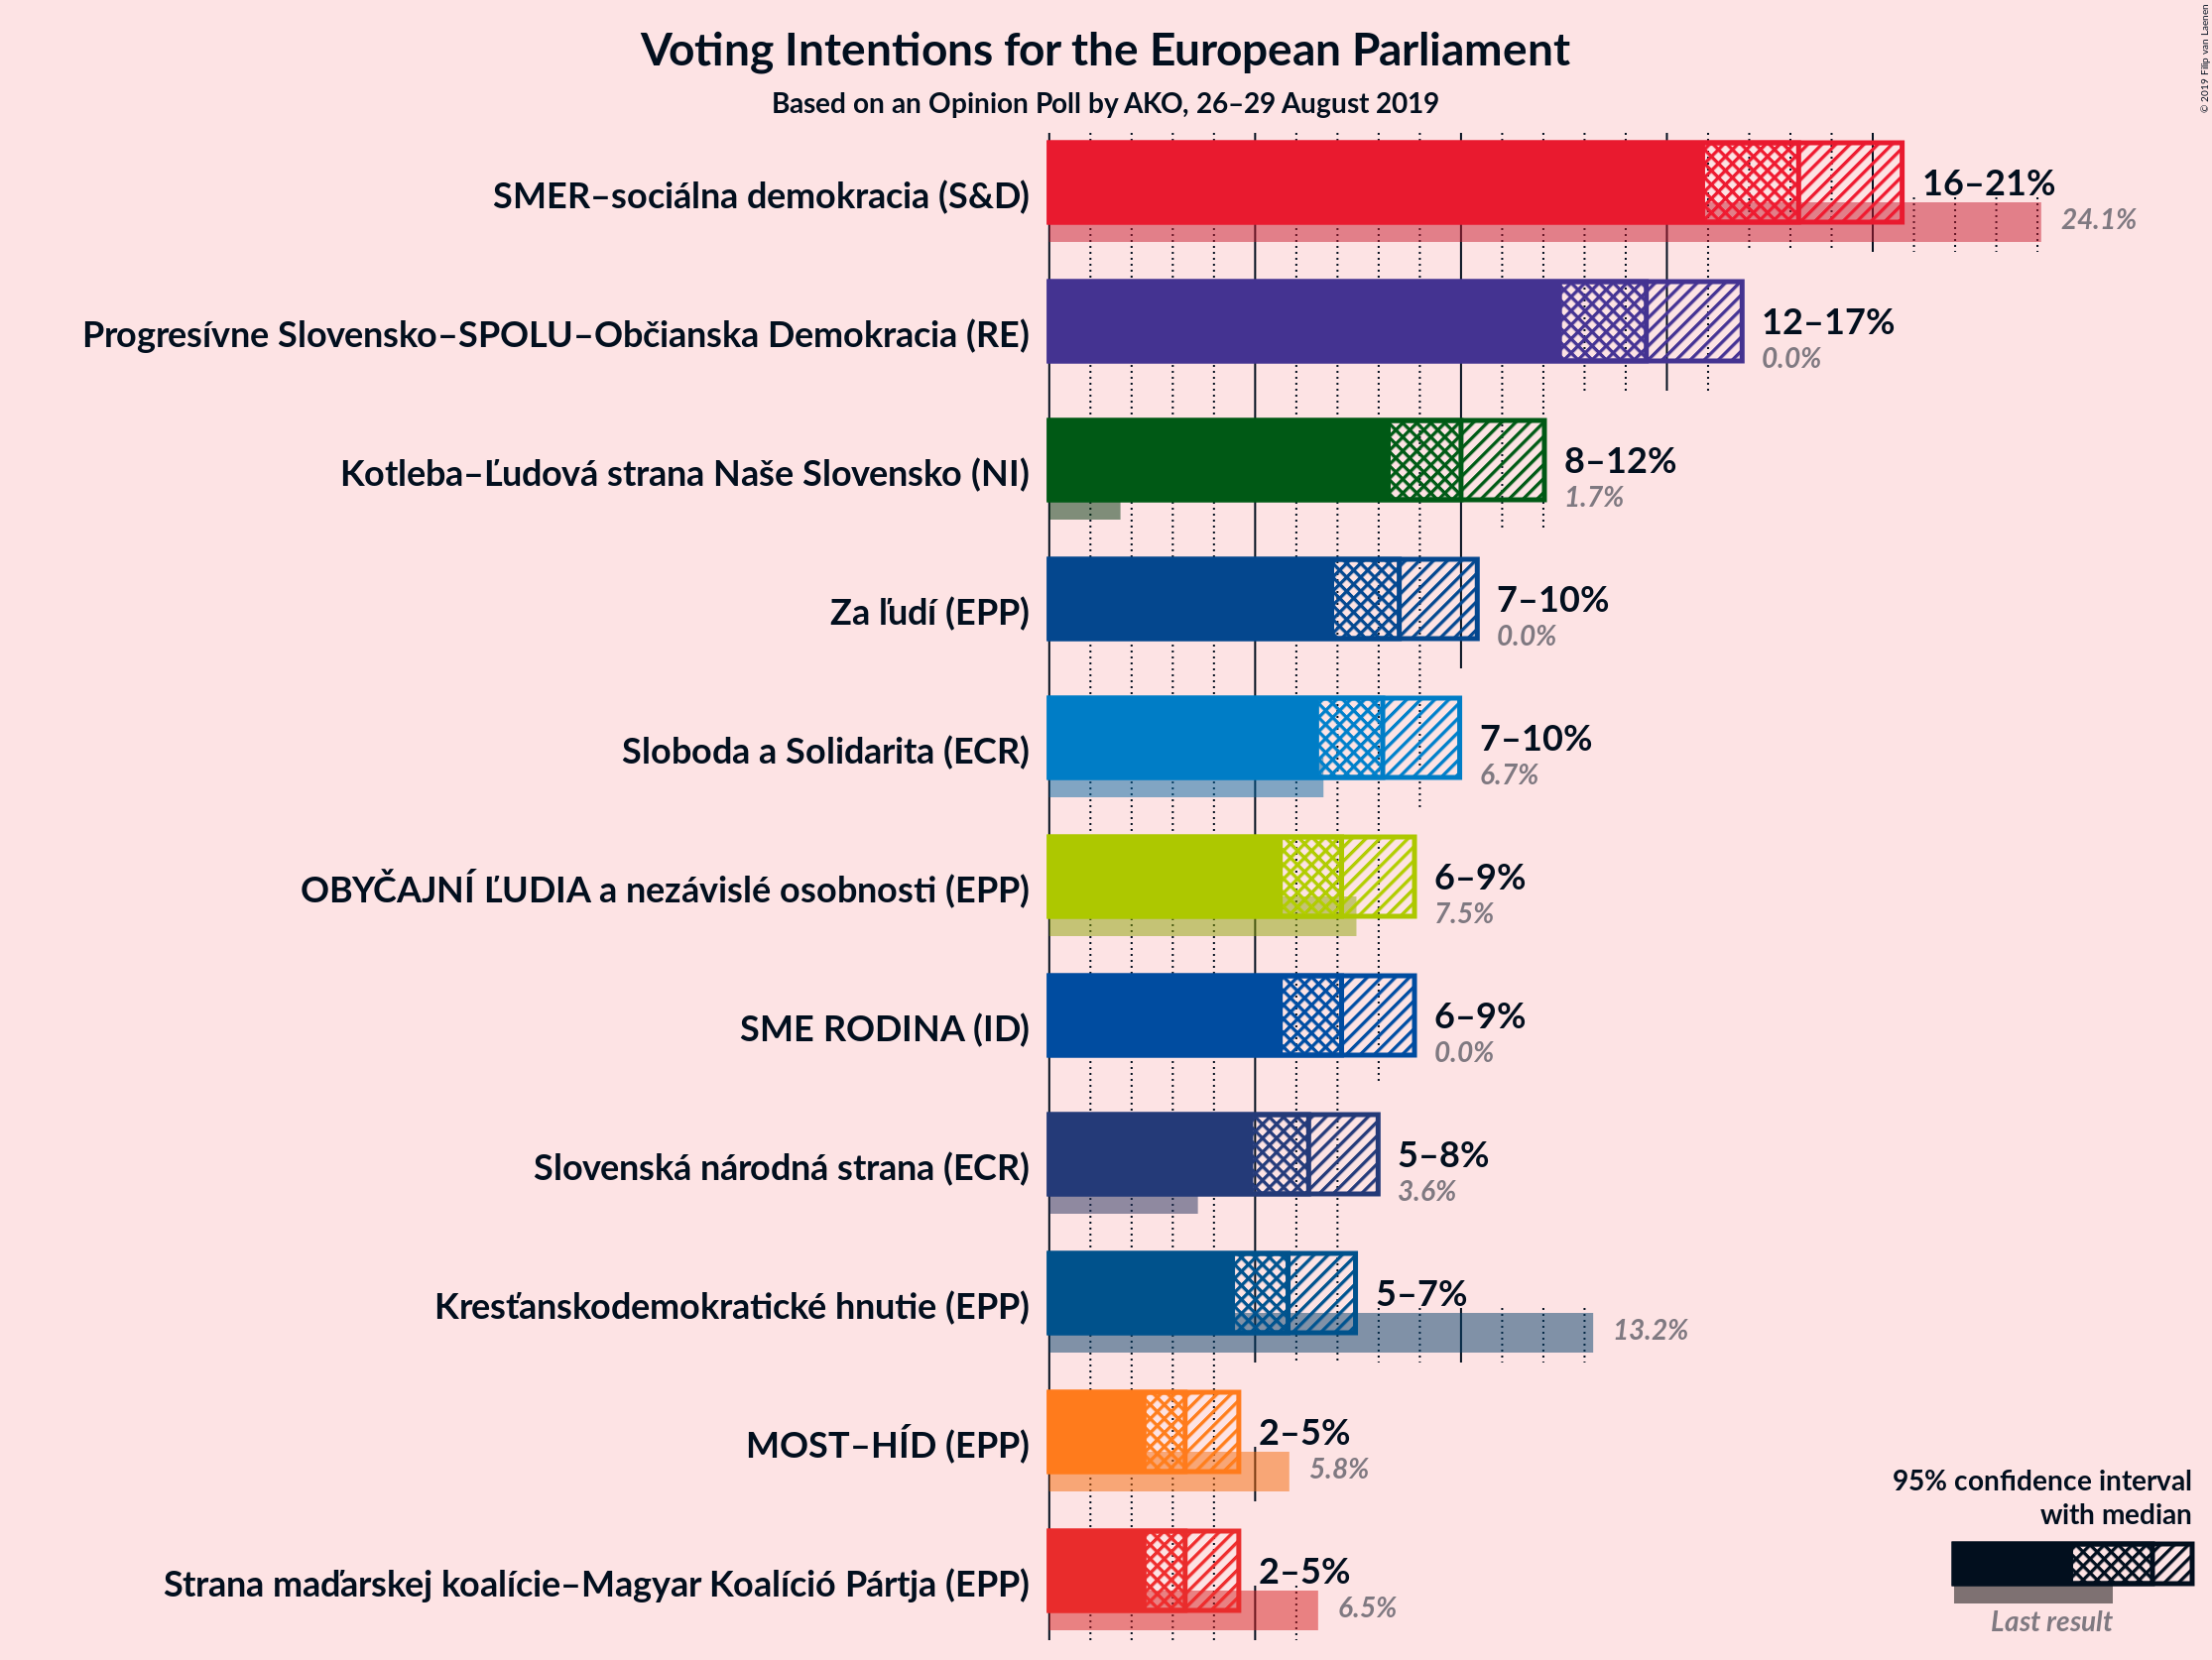 Voting Intentions for the European Parliament
Based on an Opinion Poll by AKO, 26–29 August 2019
© 2019 Filip van Laenen
SMER–sociálna demokracia (S&D)
16–21%
24.1%
Progresívne Slovensko–SPOLU–Občianska Demokracia (RE)
12–17%
0.0%
Kotleba–Ľudová strana Naše Slovensko (NI)
8–12%
1.7%
Za ľudí (EPP)
7–10%
0.0%
Sloboda a Solidarita (ECR)
7–10%
6.7%
OBYČAJNÍ ĽUDIA a nezávislé osobnosti (EPP)
6–9%
7.5%
SME RODINA (ID)
6–9%
0.0%
Slovenská národná strana (ECR)
5–8%
3.6%
Kresťanskodemokratické hnutie (EPP)
5–7%
13.2%
MOST–HÍD (EPP)
2–5%
5.8%
Strana maďarskej koalície–Magyar Koalíció Pártja (EPP)
2–5%
6.5%
95% confidence interval
with median
Last result